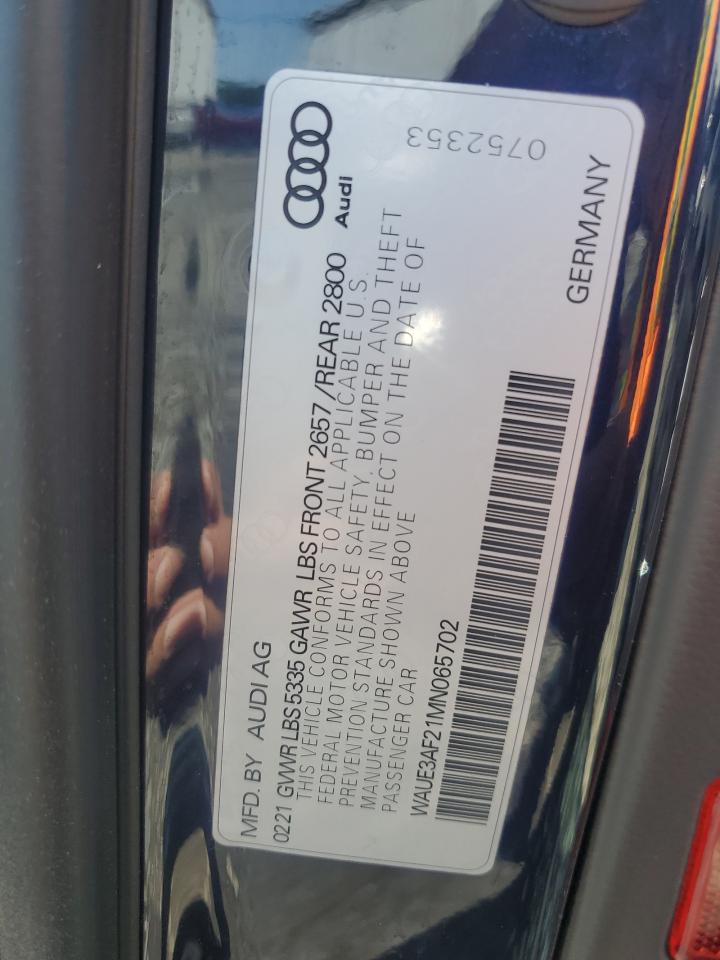 MFD. BY AUDI AG
0221 GVWR LBS 5335 GAWR LBS FRONT 2657 / REAR 2800
THIS VEHICLE CONFORMS TO ALL APPLICABLE U.S.
FEDERAL MOTOR VEHICLE SAFETY, BUMPER AND THEFT
PREVENTION STANDARDS IN EFFECT ON THE DATE OF
MANUFACTURE SHOWN ABOVE
PASSENGER CAR
WAUE3AF21MN065702
Audi
GERMANY
0752353